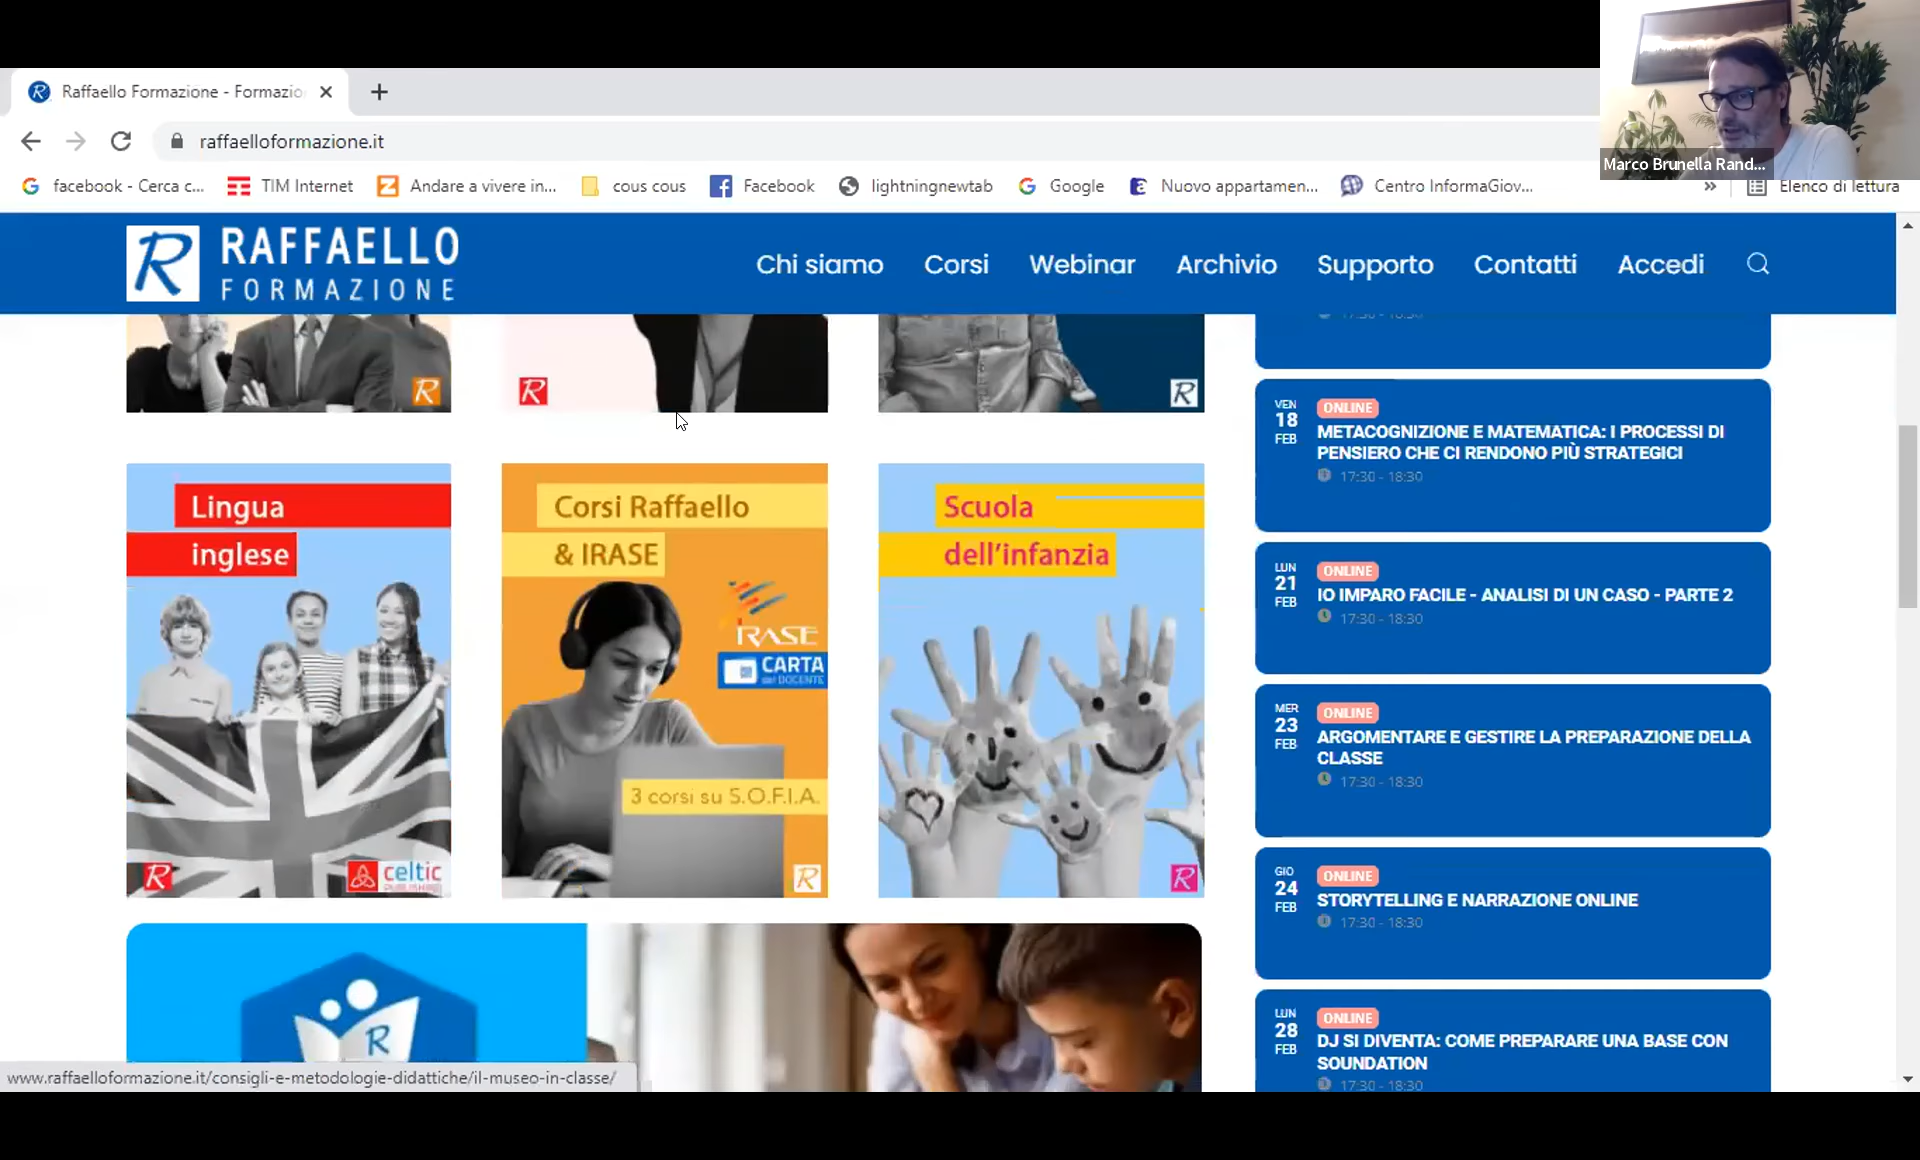 Raffaello Formazione - Formazio
raffaelloformazione.it
Marco Brunella Rand...
facebook - Cerca c...
TIM Internet
Andare a vivere in...
cous cous
Facebook
lightningnewtab
Google
Nuovo appartamen...
Centro InformaGiov...
»
Elenco di lettura
R
RAFFAELLO
FORMAZIONE
Chi siamo
Corsi
Webinar
Archivio
Supporto
Contatti
Accedi
R
R
R
Lingua
inglese
R
celtic
Corsi Raffaello
& IRASE
IRASE
CARTA
del DOCENTE
3 corsi su S.O.F.I.A.
R
Scuola
dell'infanzia
R
17:30 - 18:30
VEN
18
FEB
ONLINE
METACOGNIZIONE E MATEMATICA: I PROCESSI DI
PENSIERO CHE CI RENDONO PIÙ STRATEGICI
17:30 - 18:30
LUN
21
FEB
ONLINE
IO IMPARO FACILE - ANALISI DI UN CASO - PARTE 2
17:30 - 18:30
MER
23
FEB
ONLINE
ARGOMENTARE E GESTIRE LA PREPARAZIONE DELLA
CLASSE
17:30 - 18:30
GIO
24
FEB
ONLINE
STORYTELLING E NARRAZIONE ONLINE
17:30 - 18:30
LUN
28
FEB
ONLINE
DJ SI DIVENTA: COME PREPARARE UNA BASE CON
SOUNDATION
17:30 - 18:30
R
www.raffaelloformazione.it/consigli-e-metodologie-didattiche/il-museo-in-classe/